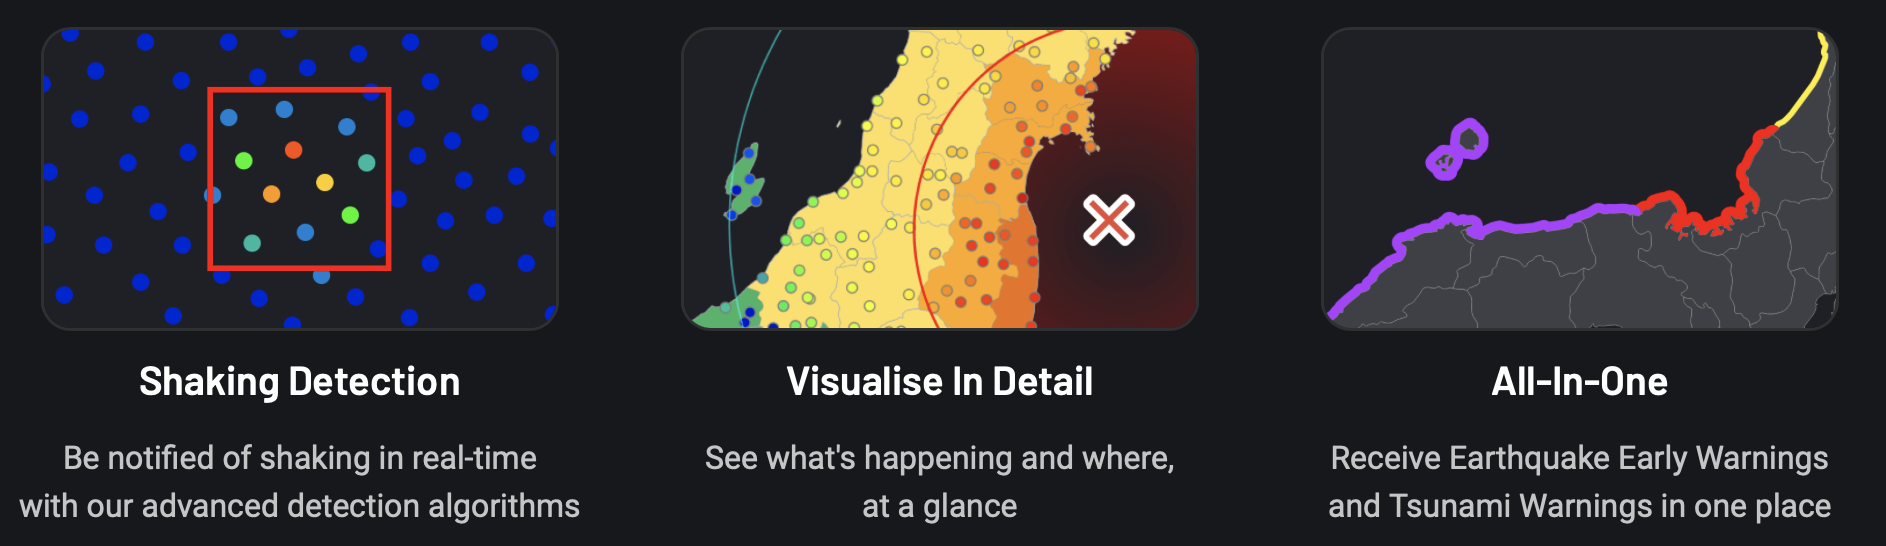 Shaking Detection
Be notified of shaking in real-time
with our advanced detection algorithms
Visualise In Detail
See what's happening and where,
at a glance
All-In-One
Receive Earthquake Early Warnings
and Tsunami Warnings in one place